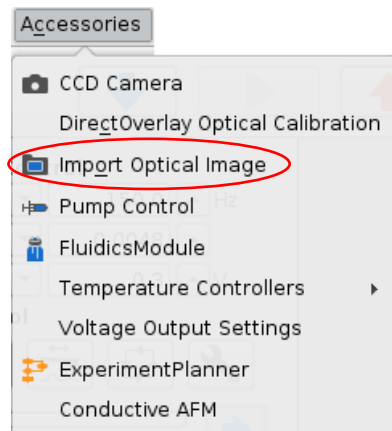 Accessories
CCD Camera
DirectOverlay Optical Calibration
Import Optical Image
Pump Control
Hz
FluidicsModule
Temperature Controllers
Voltage Output Settings
ExperimentPlanner
Conductive AFM